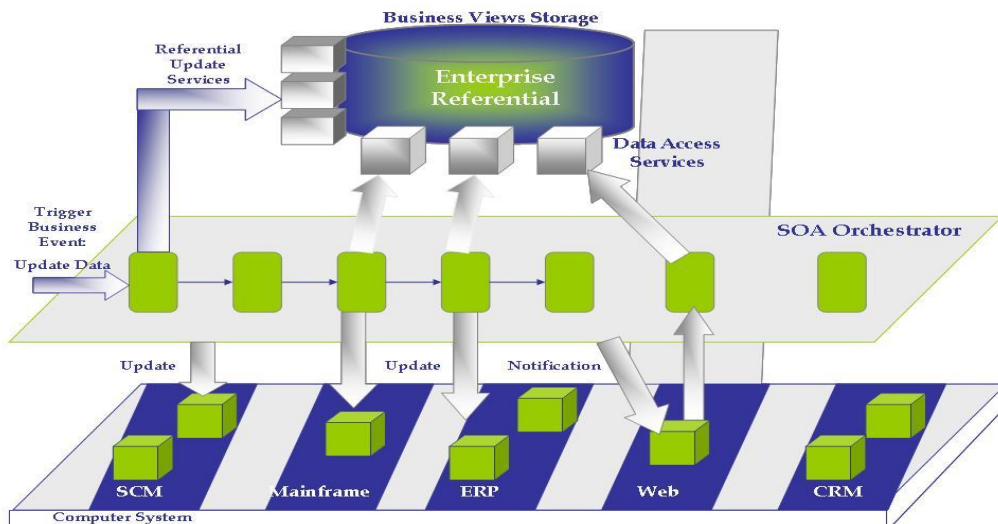 Business Views Storage
Referential
Update
Services
Enterprise
Referential
Data Access
Services
Trigger
Business
Event:
Update Data
SOA Orchestrator
Update
Update
Notification
SCM
Mainframe
ERP
Web
CRM
Computer System